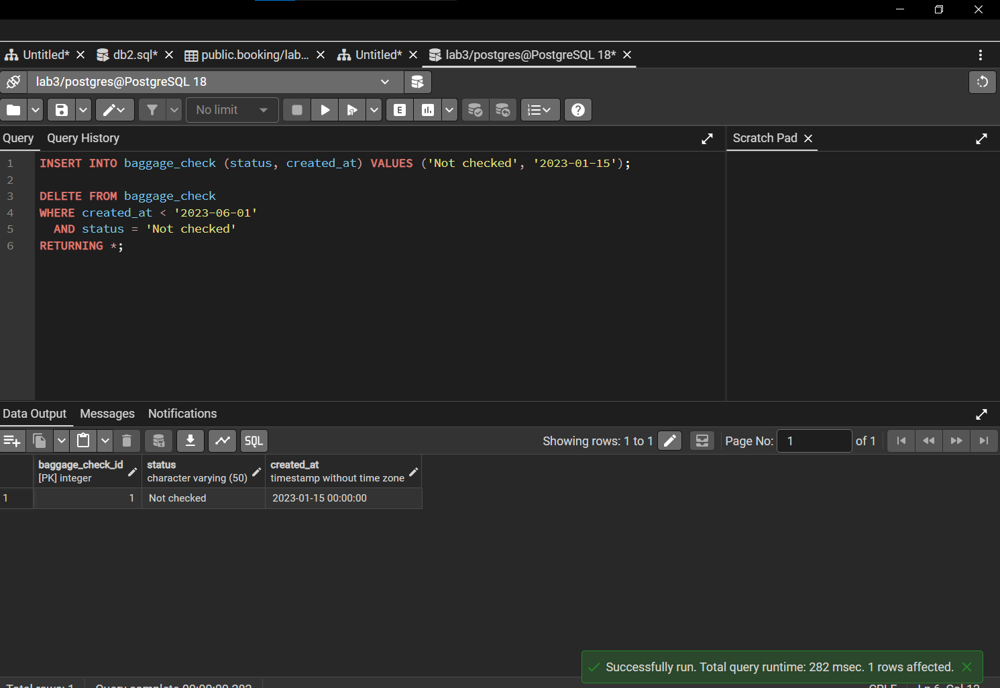 Untitled* db2.sql* public.booking/lab... Untitled* lab3/postgres@PostgreSQL 18*
lab3/postgres@PostgreSQL 18
No limit
E
Query Query History
Scratch Pad
1 INSERT INTO baggage_check (status, created_at) VALUES ('Not checked', '2023-01-15');
2
3 DELETE FROM baggage_check
4 WHERE created_at < '2023-06-01'
5 AND status = 'Not checked'
6 RETURNING *;
Data Output Messages Notifications
SQL Showing rows: 1 to 1 Page No: 1 of 1
baggage_check_id status created_at
[PK] integer character varying (50) timestamp without time zone
1 1 Not checked 2023-01-15 00:00:00
Successfully run. Total query runtime: 282 msec. 1 rows affected.
Total rows: 1 Query complete 00:00:00.282 CRLF Ln 6, Col 12